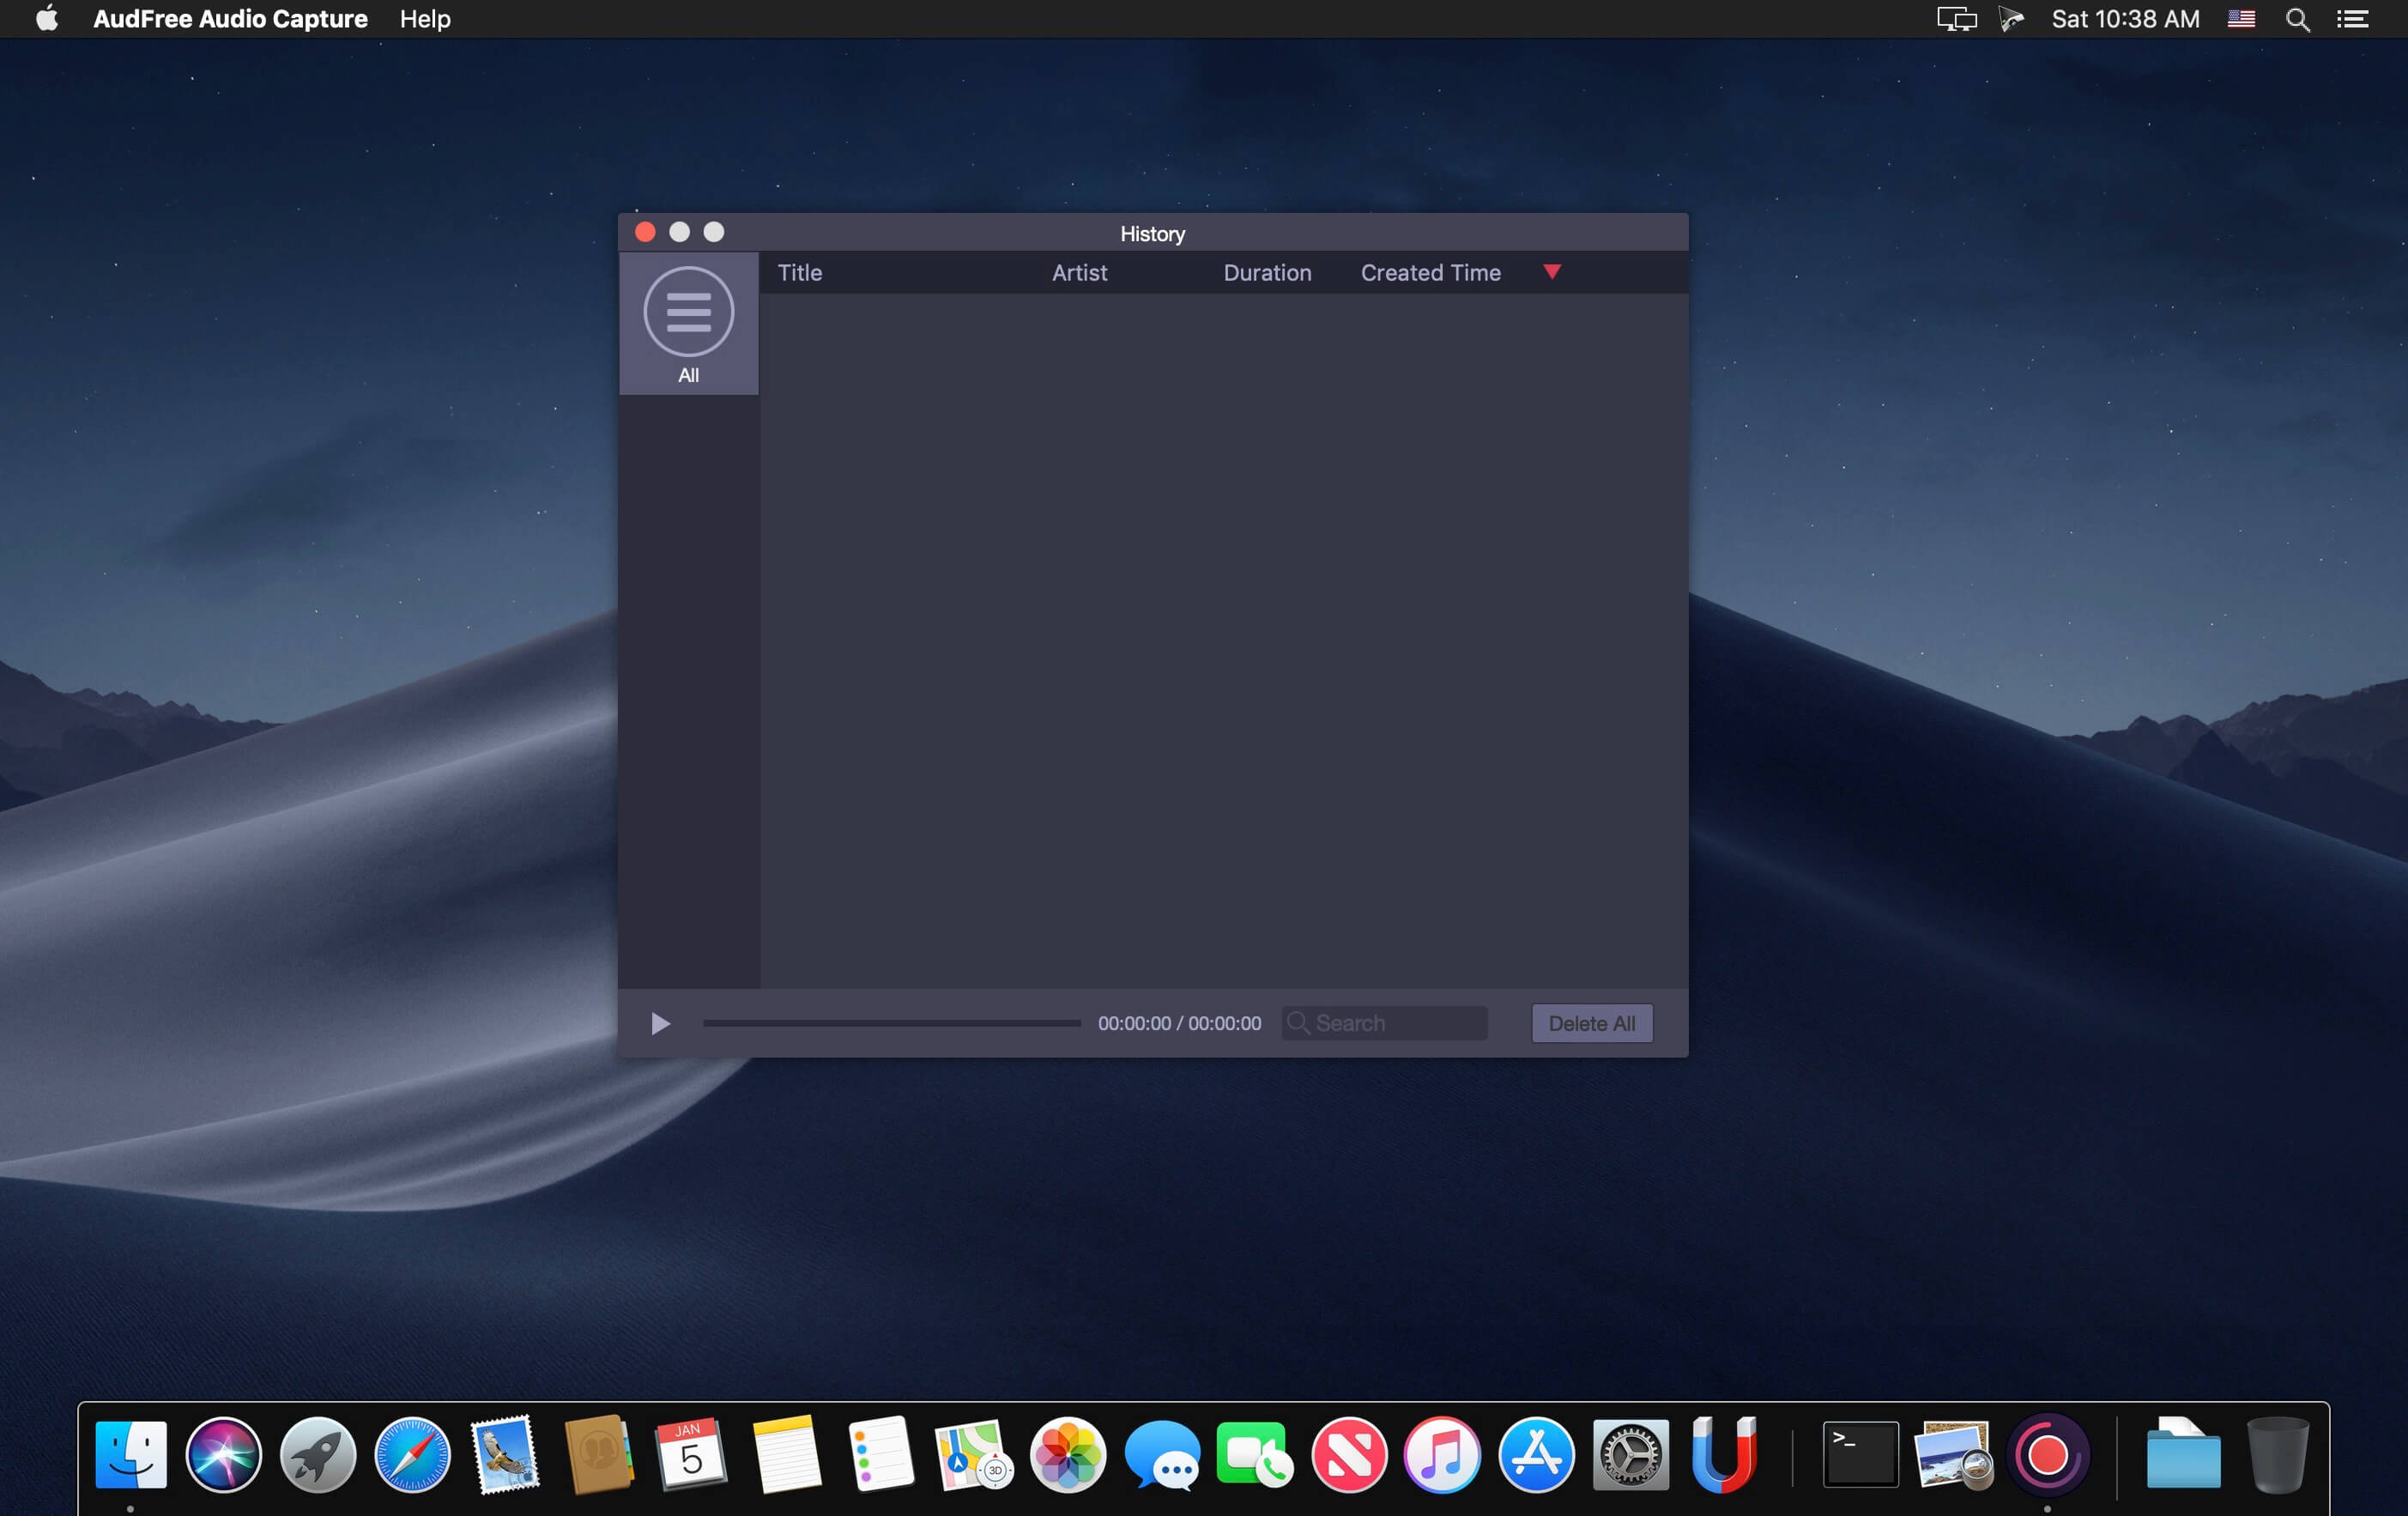 AudFree Audio Capture Help Sat 10:38 AM
History
Title Artist Duration Created Time
All
00:00:00 / 00:00:00 Search Delete All
JAN
5
3D
>_